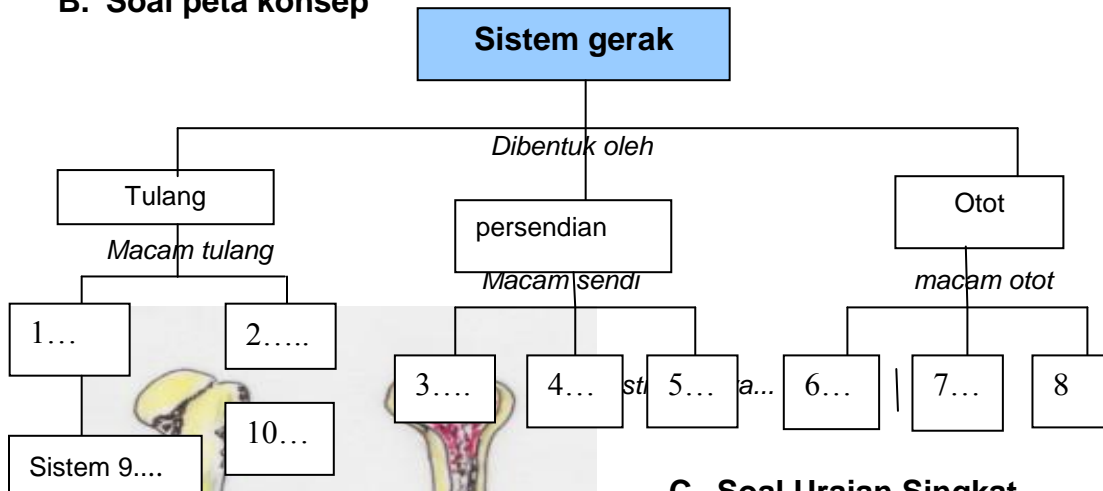 B. Soal peta konsep
Sistem gerak
Dibentuk oleh
Tulang
persendian
Otot
Macam tulang
Macam sendi
macam otot
1…
2…..
3….
4…
5…
6…
7…
8
10…
Sistem 9....
C. Soal Uraian Singkat